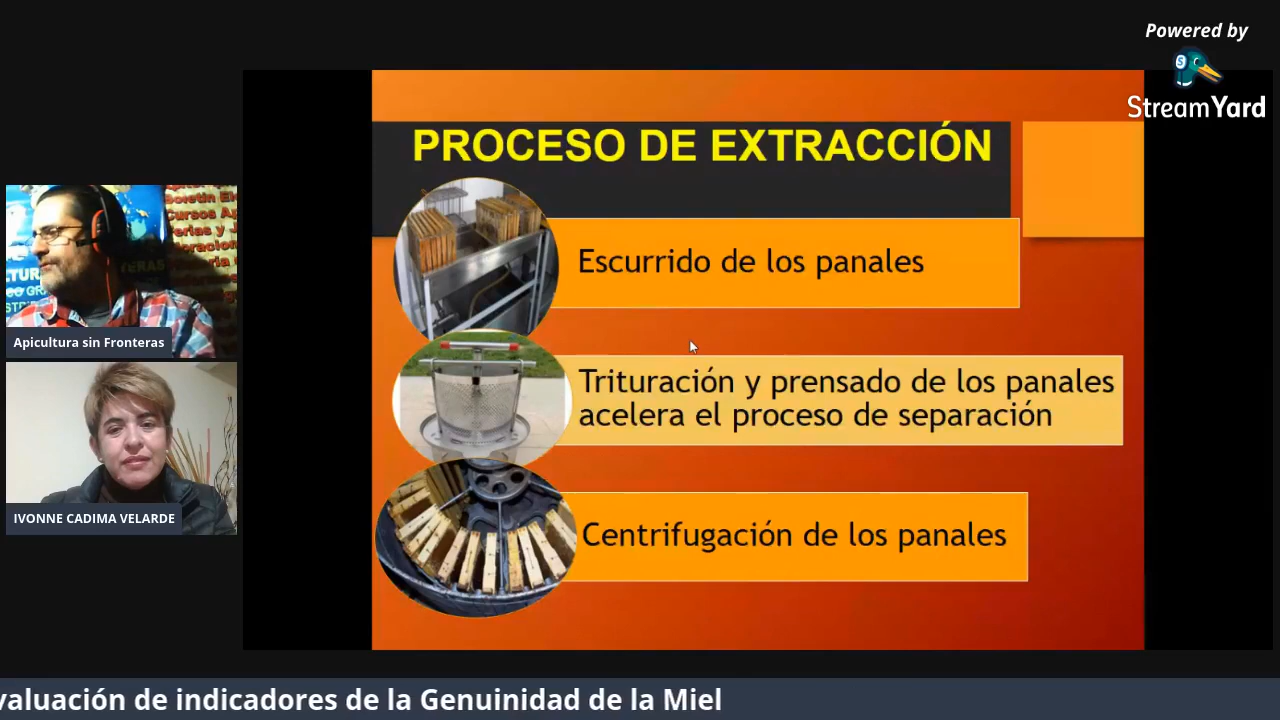 Powered by
StreamYard
PROCESO DE EXTRACCIÓN
Escurrido de los panales
Trituración y prensado de los panales
acelera el proceso de separación
Centrifugación de los panales
Apicultura sin Fronteras
IVONNE CADIMA VELARDE
valuación de indicadores de la Genuinidad de la Miel